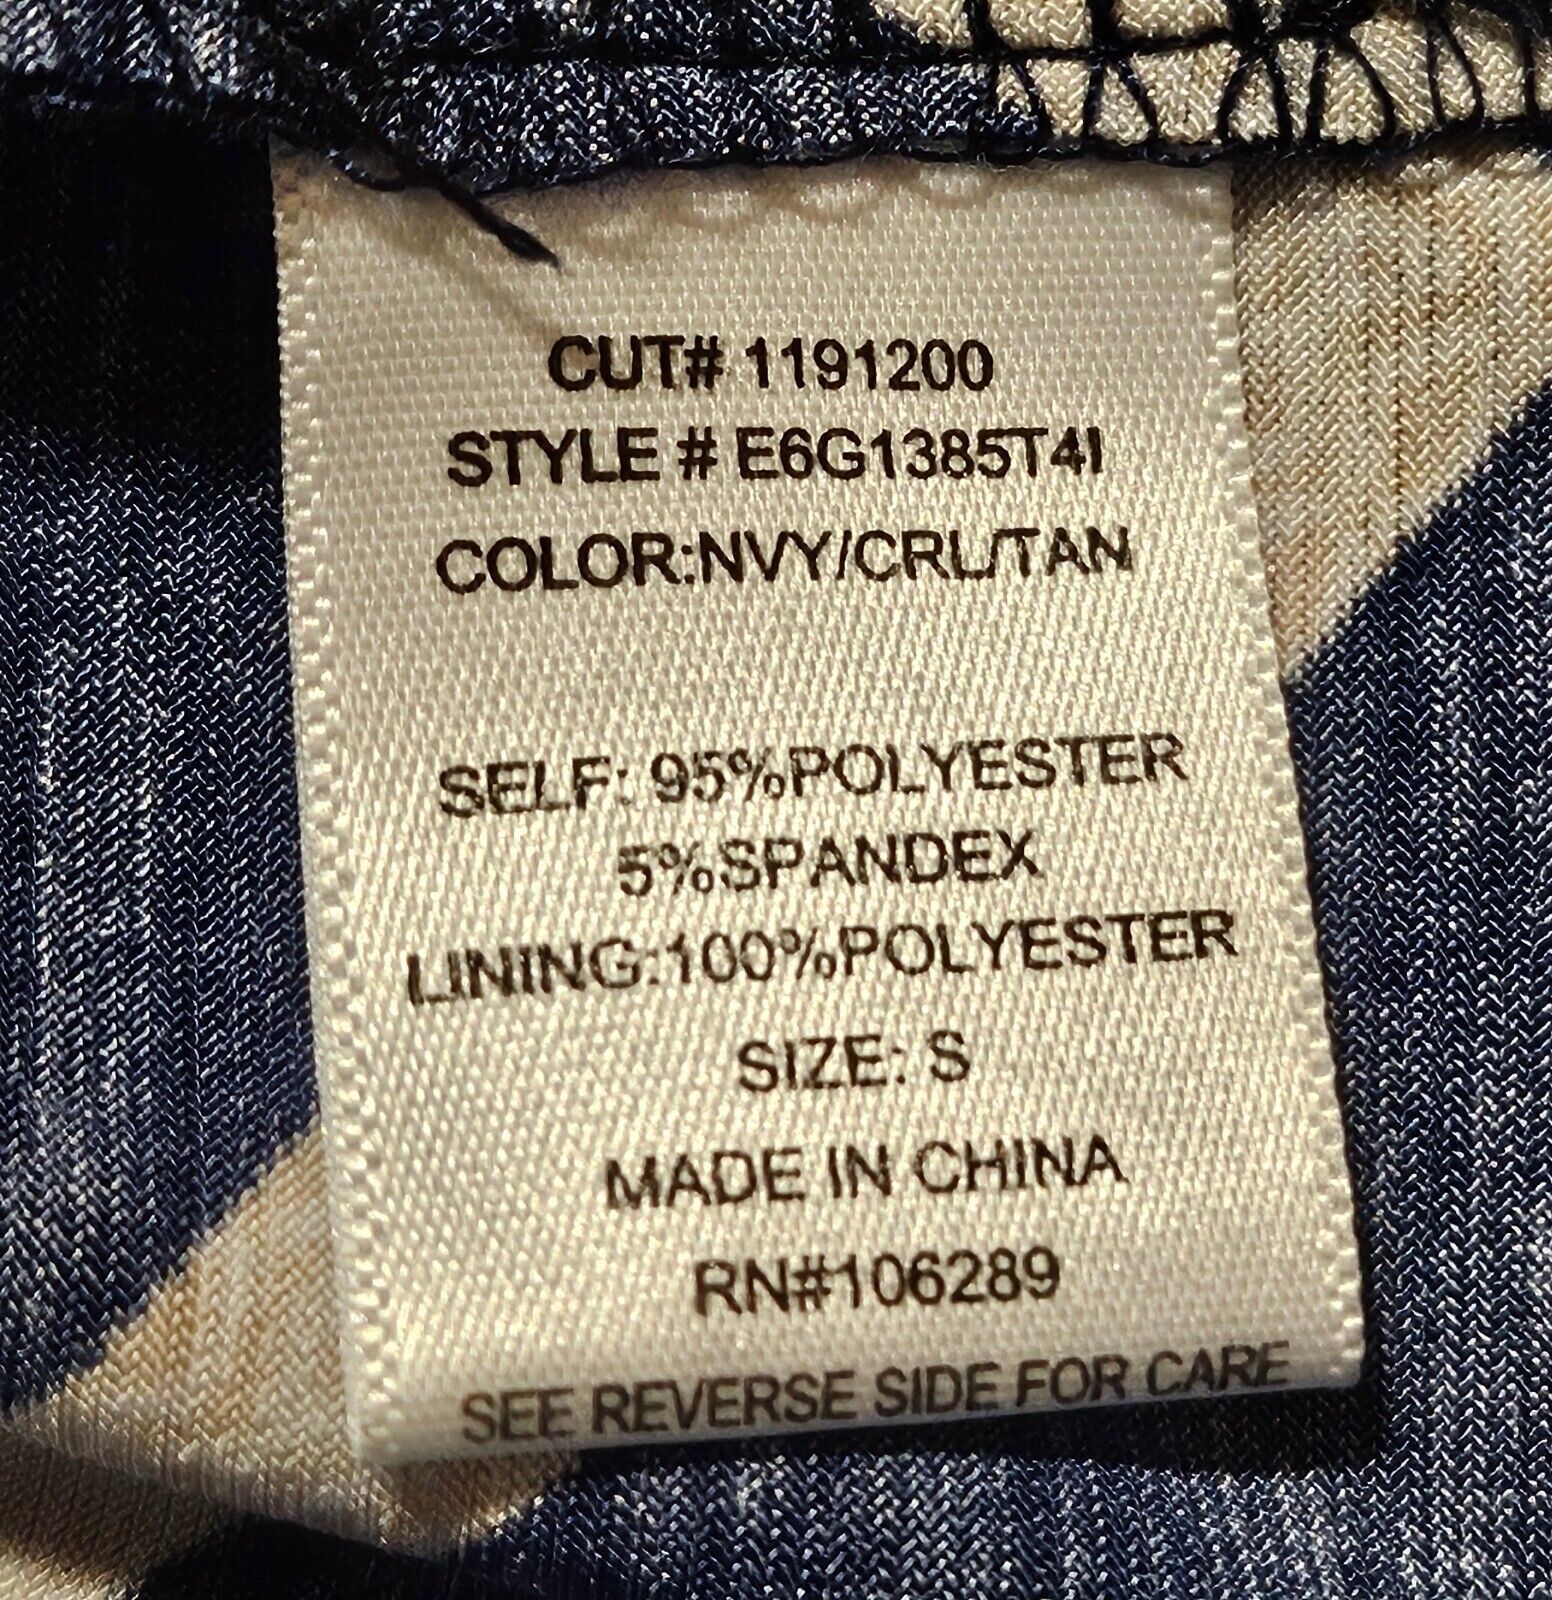 CUT# 1191200
STYLE # E6G1385T4I
COLOR:NVY/CRL/TAN
SELF: 95%POLYESTER
5%SPANDEX
LINING:100%POLYESTER
SIZE: S
MADE IN CHINA
RN#106289
SEE REVERSE SIDE FOR CARE